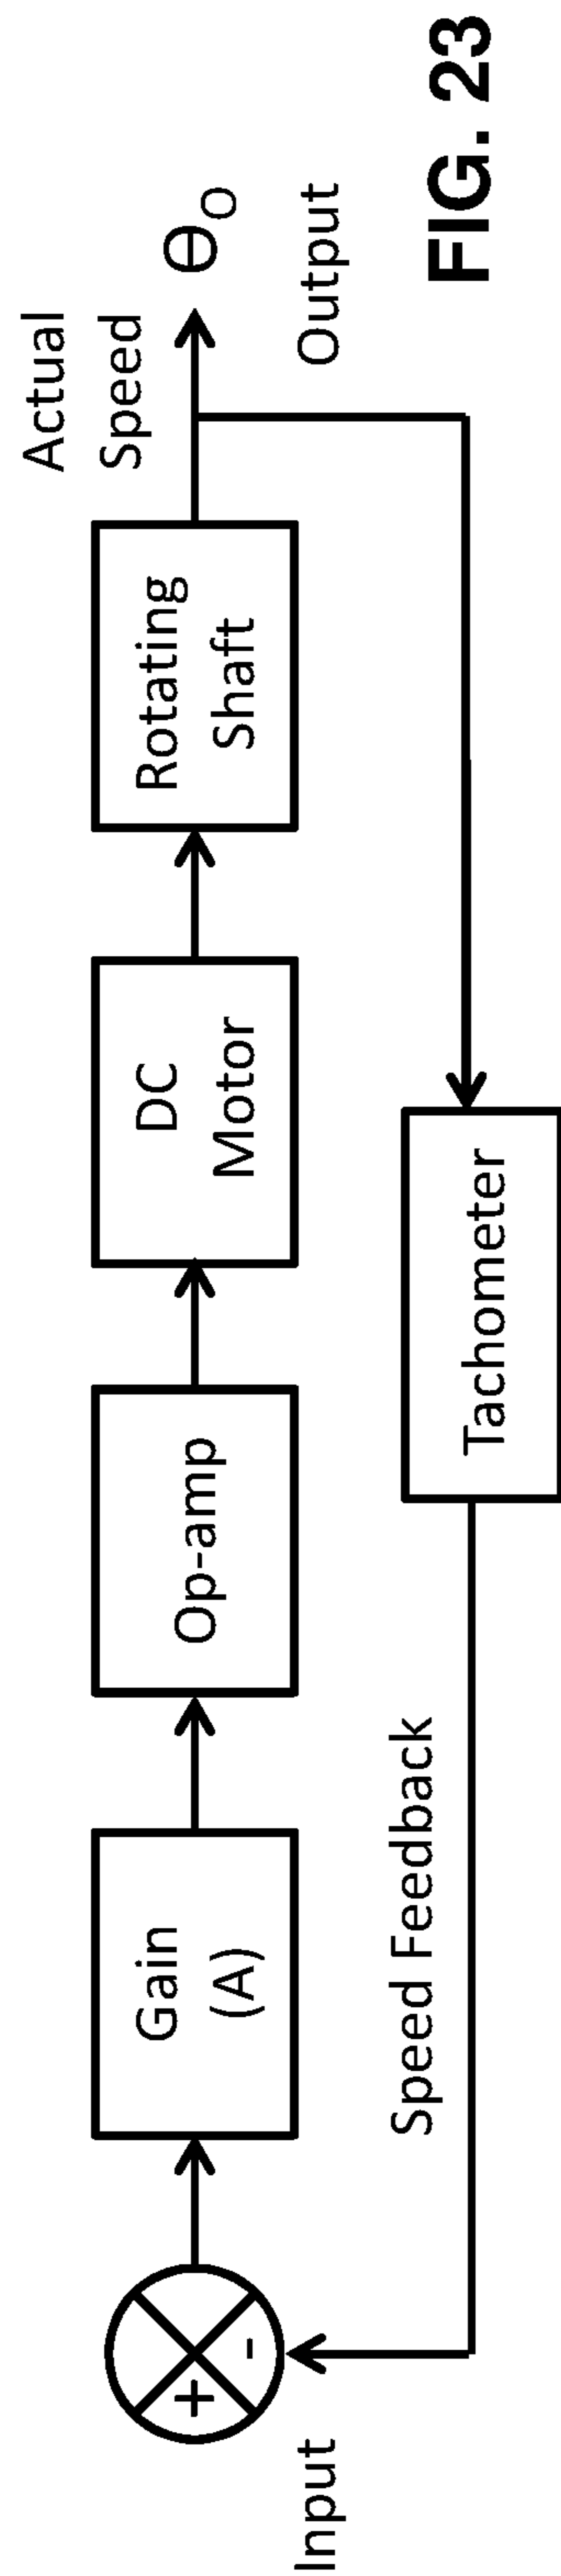 Input
+
-
Gain
(A)
Op-amp
DC
Motor
Rotating
Shaft
Actual
Speed
ϴO
Output
Tachometer
Speed Feedback
FIG. 23